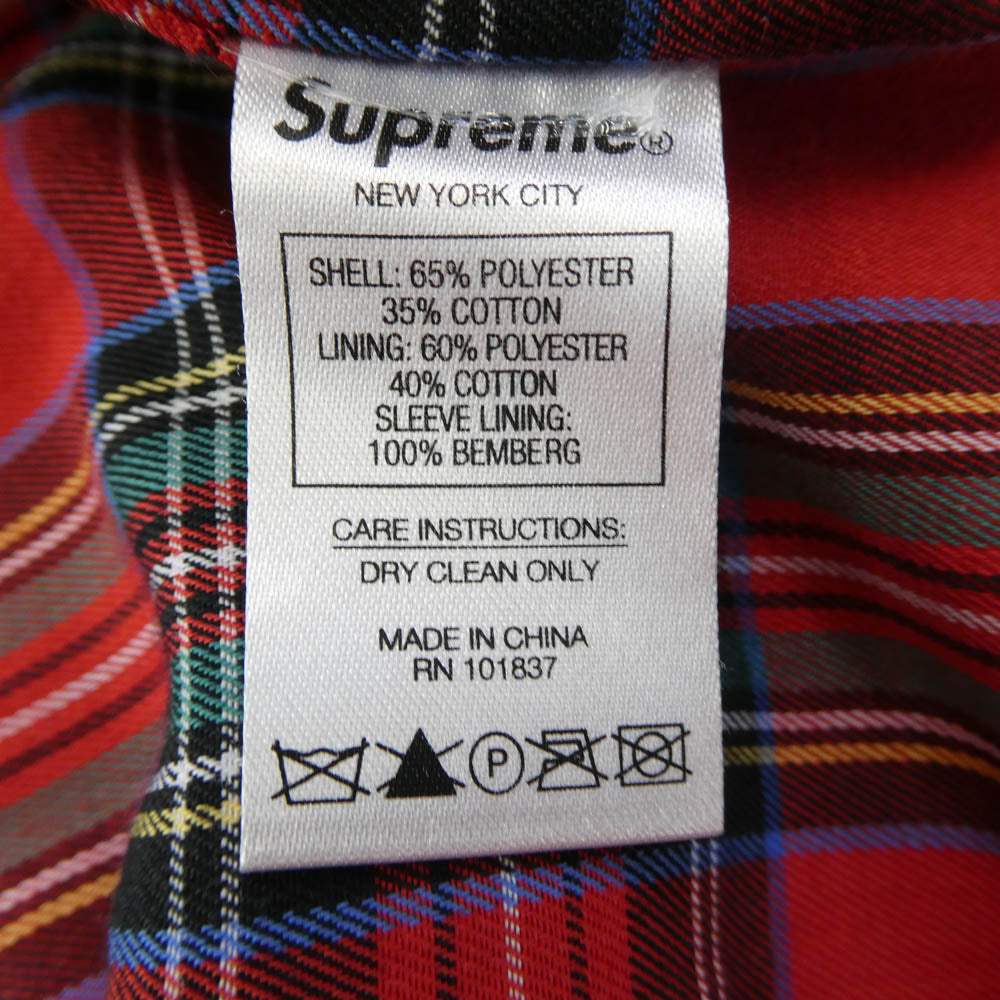 Supreme®
NEW YORK CITY
SHELL: 65% POLYESTER
35% COTTON
LINING: 60% POLYESTER
40% COTTON
SLEEVE LINING:
100% BEMBERG
CARE INSTRUCTIONS:
DRY CLEAN ONLY
MADE IN CHINA
RN 101837
P